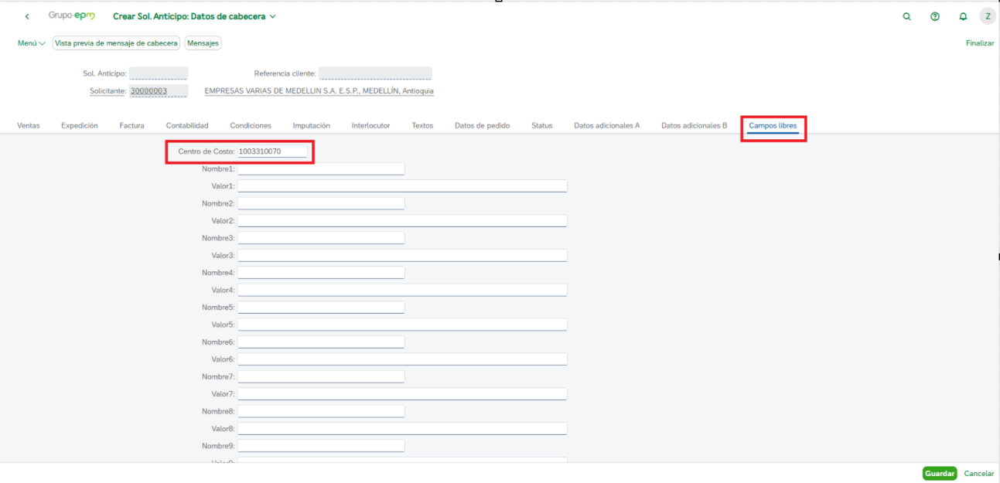 Grupo·epm Crear Sol. Anticipo: Datos de cabecera Z
Menú Vista previa de mensaje de cabecera Mensajes Finalizar
Sol. Anticipo: Referencia cliente:
Solicitante: 30000003 EMPRESAS VARIAS DE MEDELLIN S.A. E.S.P., MEDELLÍN, Antioquia
Ventas Expedición Factura Contabilidad Condiciones Imputación Interlocutor Textos Datos de pedido Status Datos adicionales A Datos adicionales B Campos libres
Centro de Costo: 1003310070
Nombre1:
Valor1:
Nombre2:
Valor2:
Nombre3:
Valor3:
Nombre4:
Valor4:
Nombre5:
Valor5:
Nombre6:
Valor6:
Nombre7:
Valor7:
Nombre8:
Valor8:
Nombre9:
Guardar Cancelar